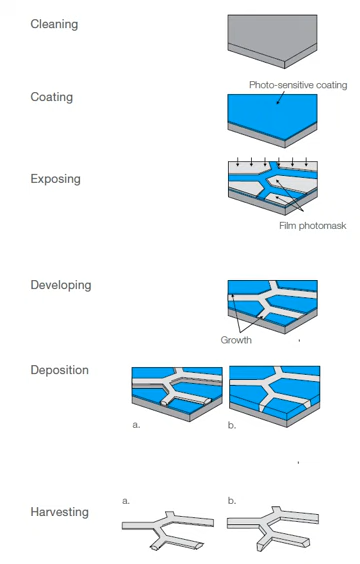 Cleaning
Photo-sensitive coating
Coating
Exposing
Film photomask
Developing
Growth
Deposition
a.
b.
a.
b.
Harvesting